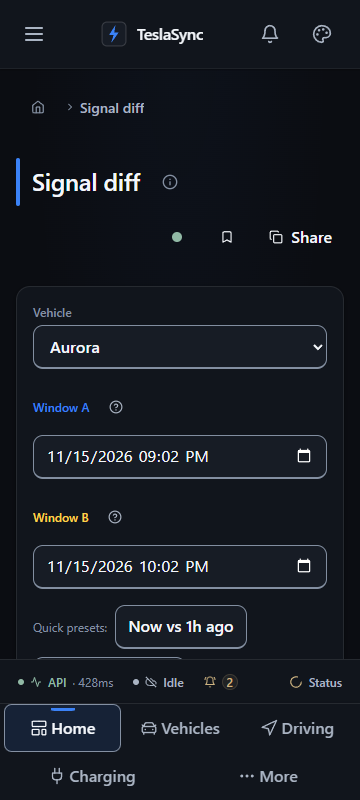 TeslaSync
Signal diff
Signal diff
Share
Vehicle
Aurora
Window A
11/15/2026 09:02 PM
Window B
11/15/2026 10:02 PM
Quick presets: Now vs 1h ago
API · 428ms Idle 2 Status
Home Vehicles Driving
Charging More